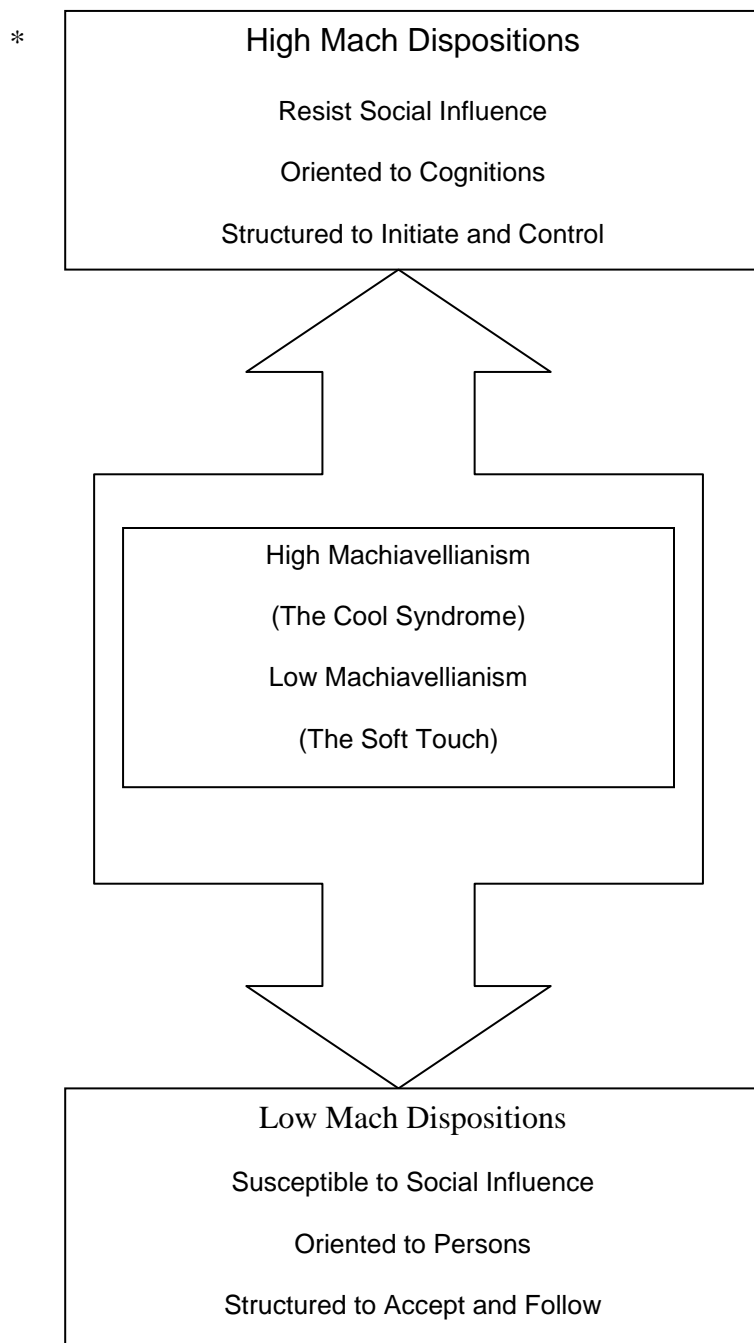 *
High Mach Dispositions
Resist Social Influence
Oriented to Cognitions
Structured to Initiate and Control
High Machiavellianism
(The Cool Syndrome)
Low Machiavellianism
(The Soft Touch)
Low Mach Dispositions
Susceptible to Social Influence
Oriented to Persons
Structured to Accept and Follow